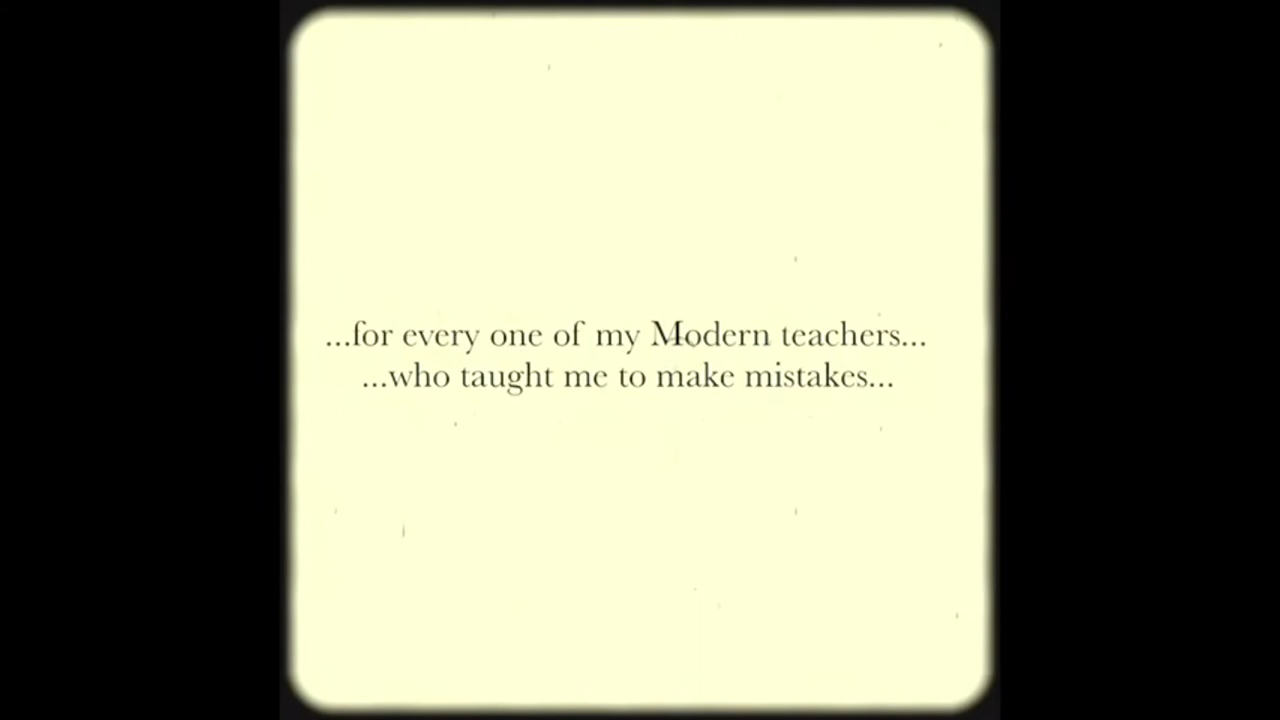 ...for every one of my Modern teachers...
...who taught me to make mistakes...